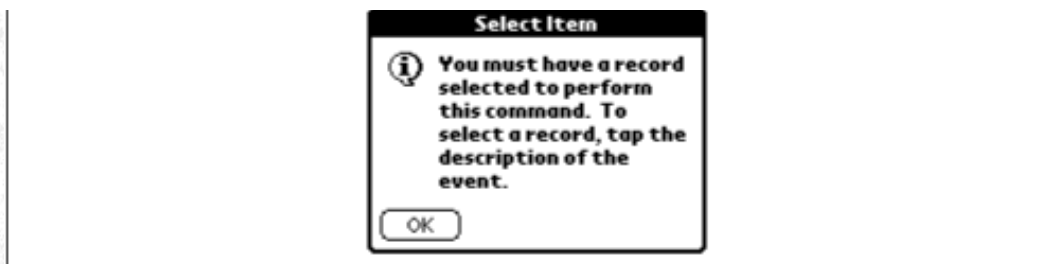 Select Item
You must have a record
selected to perform
this command. To
select a record, tap the
description of the
event.
OK